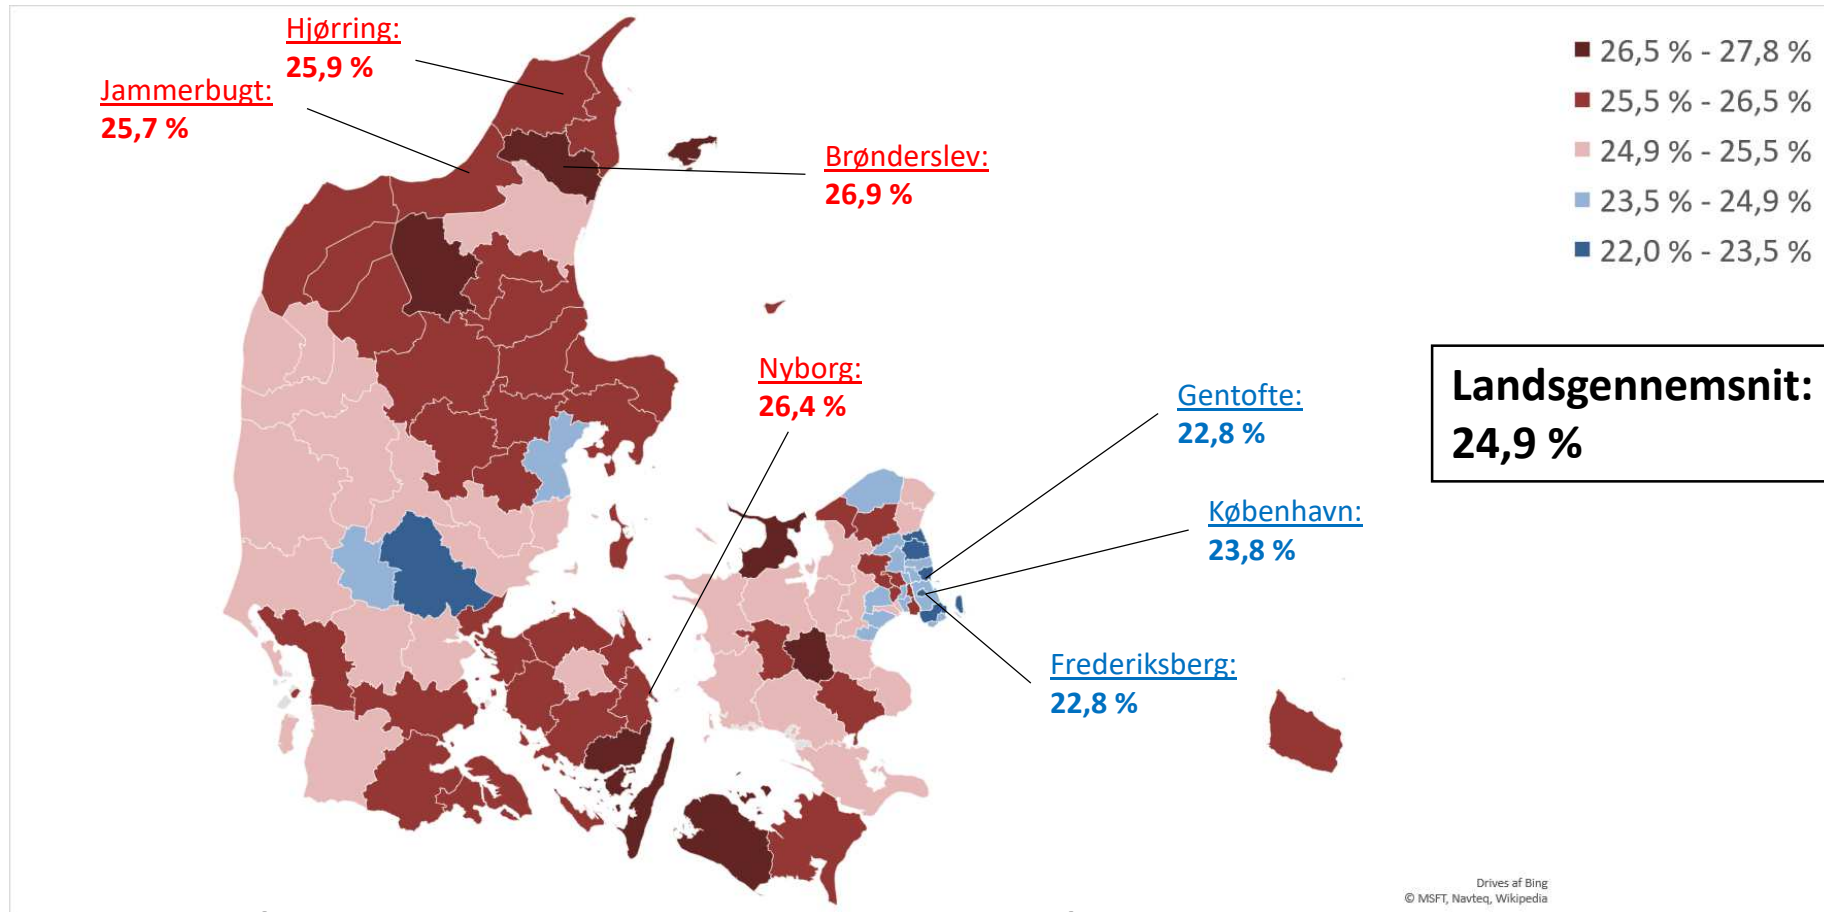 Hjørring:
25,9 %
Jammerbugt:
25,7 %
Brønderslev:
26,9 %
Nyborg:
26,4 %
Gentofte:
22,8 %
København:
23,8 %
Frederiksberg:
22,8 %
26,5 % - 27,8 %
25,5 % - 26,5 %
24,9 % - 25,5 %
23,5 % - 24,9 %
22,0 % - 23,5 %
Landsgennemsnit:
24,9 %
Drives af Bing
© MSFT, Navteq, Wikipedia